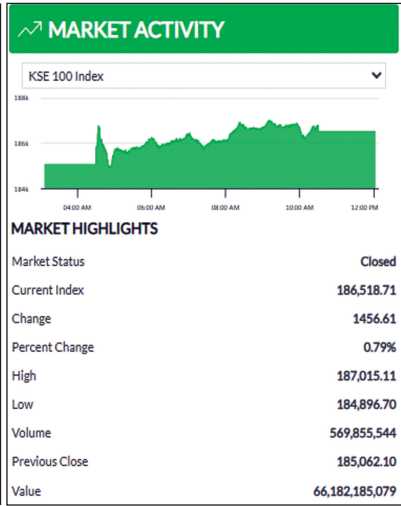 MARKET ACTIVITY
KSE 100 Index
188k
186k
184k
04:00 AM 06:00 AM 08:00 AM 10:00 AM 12:00 PM
MARKET HIGHLIGHTS
Market Status Closed
Current Index 186,518.71
Change 1456.61
Percent Change 0.79%
High 187,015.11
Low 184,896.70
Volume 569,855,544
Previous Close 185,062.10
Value 66,182,185,079